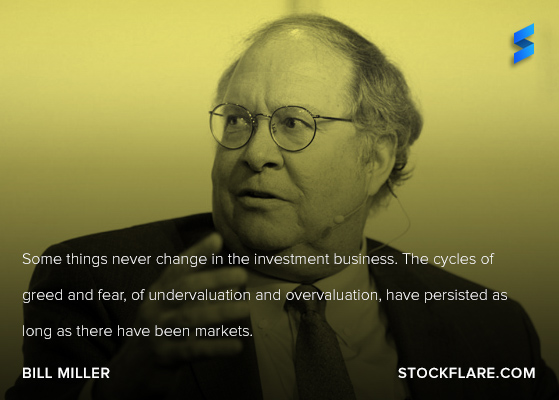 Some things never change in the investment business. The cycles of
greed and fear, of undervaluation and overvaluation, have persisted as
long as there have been markets.
BILL MILLER
STOCKFLARE.COM